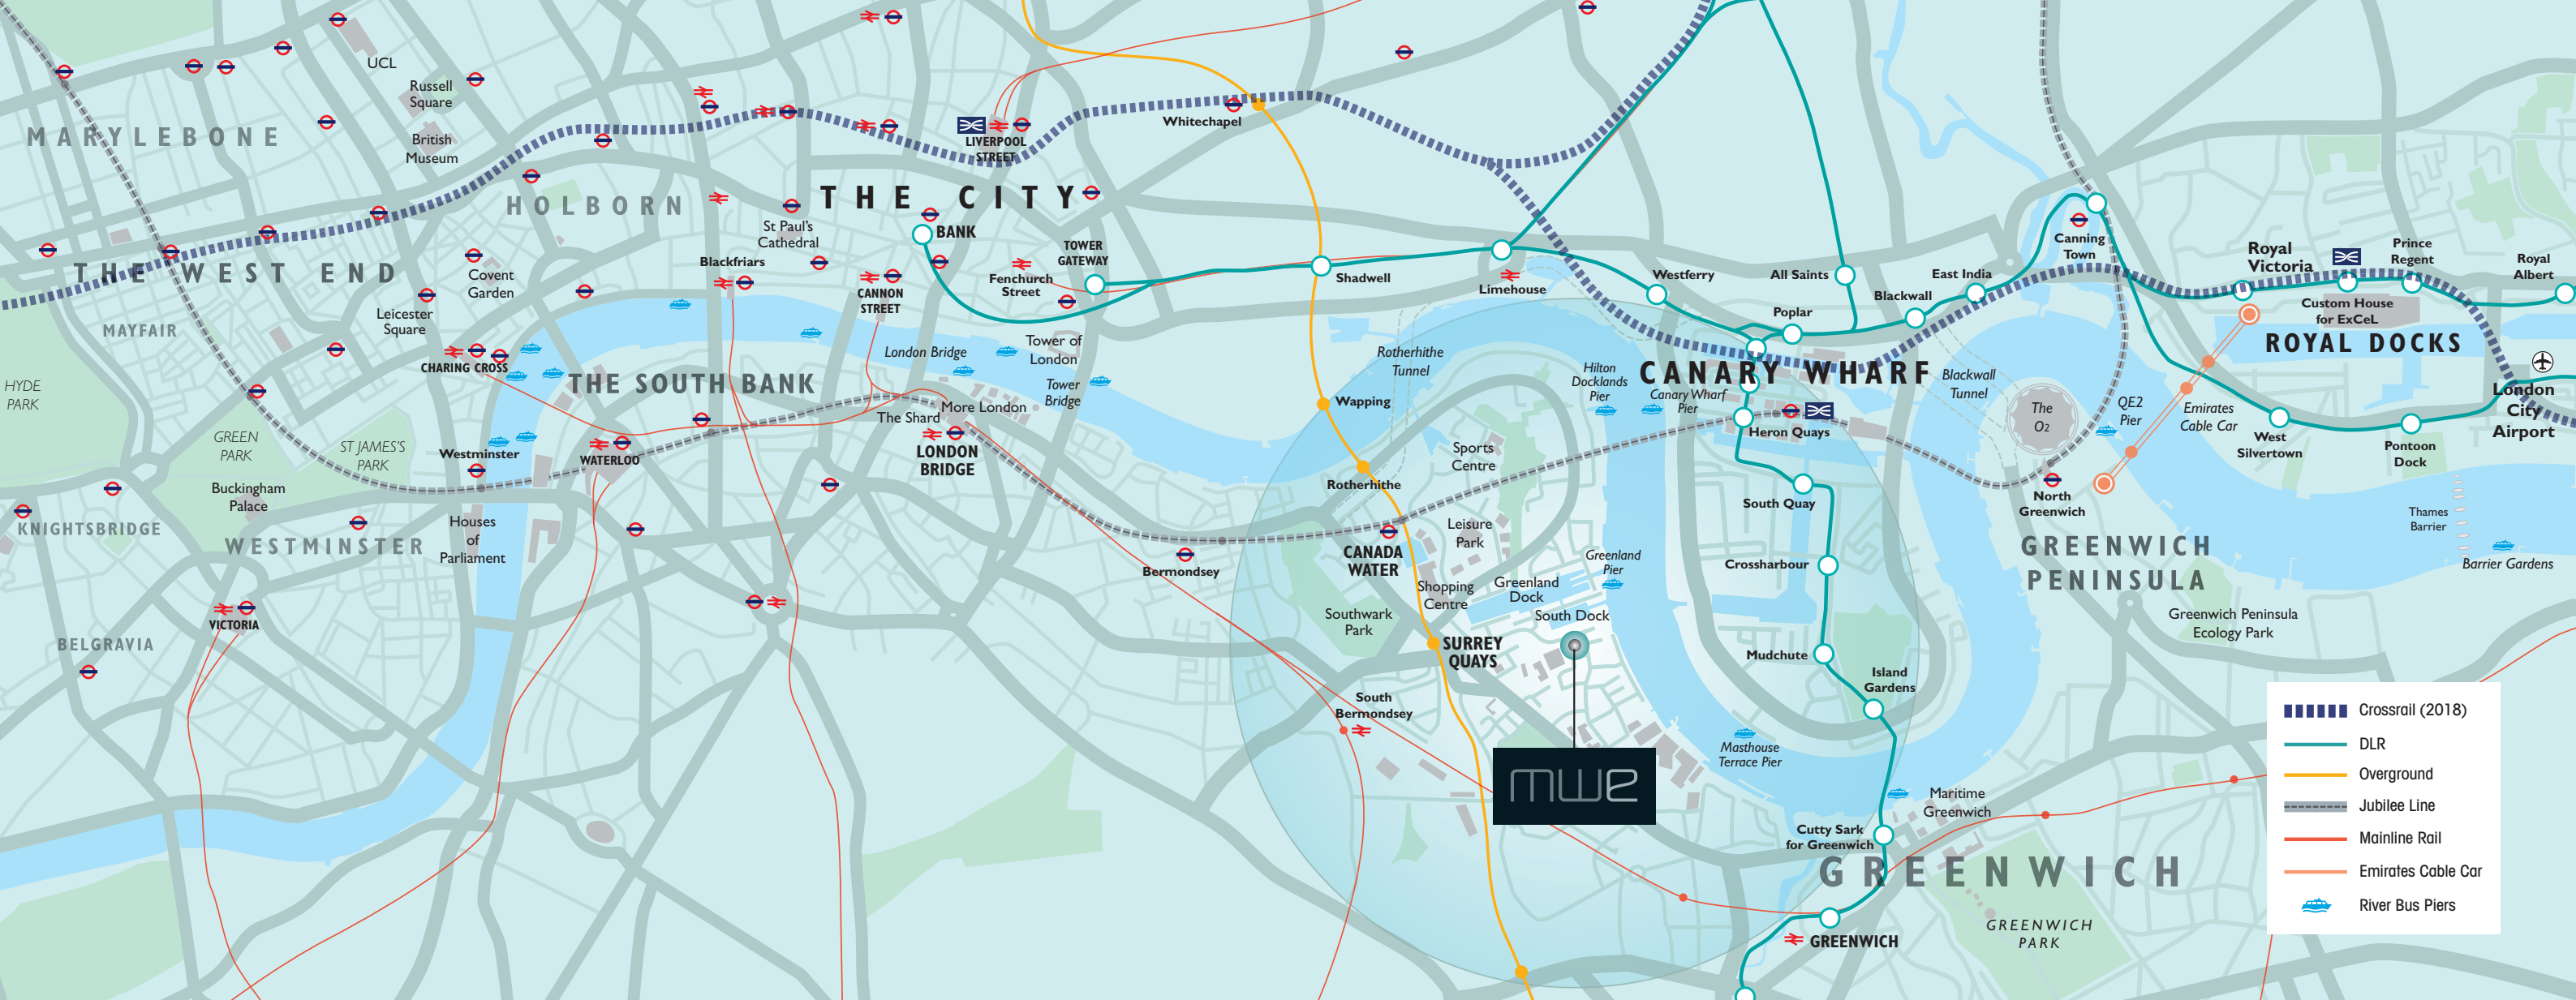 UCL
Russell
Square
British
Museum
MARYLEBONE
HOLBORN
THE CITY
LIVERPOOL
STREET
Whitechapel
St Paul's
Cathedral
BANK
TOWER
GATEWAY
Blackfriars
Fenchurch
Street
CANNON
STREET
THE WEST END
Covent
Garden
Leicester
Square
MAYFAIR
CHARING CROSS
HYDE
PARK
GREEN
PARK
ST JAMES'S
PARK
THE SOUTH BANK
London Bridge
Tower of
London
Tower
Bridge
The Shard
More London
LONDON
BRIDGE
WATERLOO
Westminster
Buckingham
Palace
KNIGHTSBRIDGE
WESTMINSTER
Houses
of
Parliament
VICTORIA
BELGRAVIA
Bermondsey
Shadwell
Limehouse
Westferry
All Saints
Poplar
Blackwall
East India
Canning
Town
Royal
Victoria
Prince
Regent
Royal
Albert
Custom House
for ExCeL
ROYAL DOCKS
London
City
Airport
Rotherhithe
Tunnel
Wapping
Rotherhithe
Hilton
Docklands
Pier
CANARY WHARF
Canary Wharf
Pier
Heron Quays
Blackwall
Tunnel
The
O2
QE2
Pier
Emirates
Cable Car
West
Silvertown
Pontoon
Dock
North
Greenwich
Thames
Barrier
Barrier Gardens
GREENWICH
PENINSULA
Greenwich Peninsula
Ecology Park
Sports
Centre
Leisure
Park
CANADA
WATER
Shopping
Centre
Greenland
Dock
Greenland
Pier
South Dock
Southwark
Park
SURREY
QUAYS
South
Bermondsey
South Quay
Crossharbour
Mudchute
Island
Gardens
Masthouse
Terrace Pier
mwe
Maritime
Greenwich
Cutty Sark
for Greenwich
GREENWICH
GREENWICH
GREENWICH
PARK
Crossrail (2018)
DLR
Overground
Jubilee Line
Mainline Rail
Emirates Cable Car
River Bus Piers